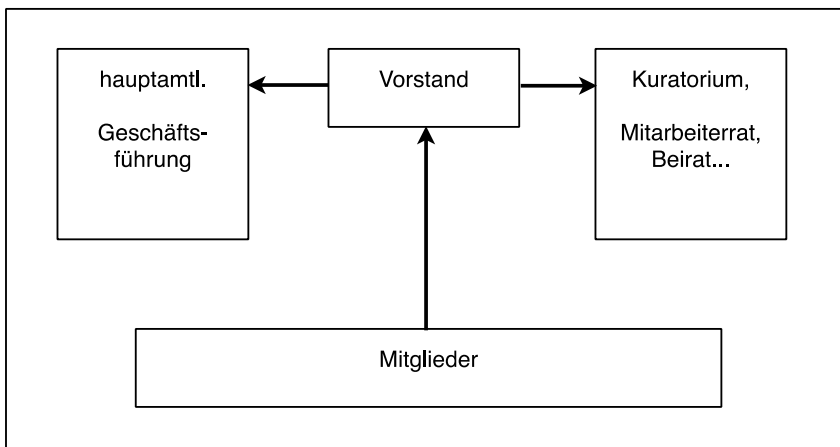 hauptamtl.
Geschäfts-
führung
Vorstand
Kuratorium,
Mitarbeiterrat,
Beirat...
Mitglieder